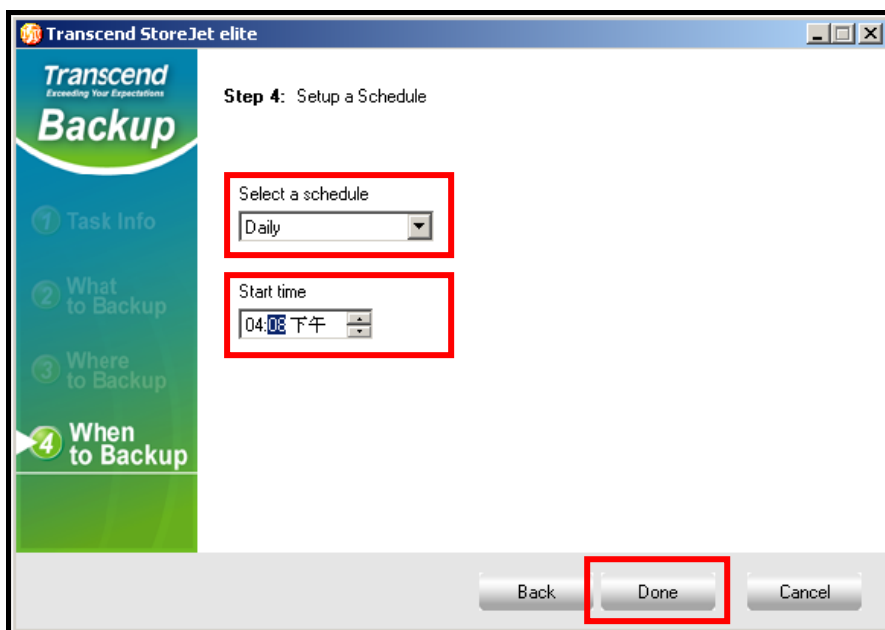 Transcend StoreJet elite
Transcend
Exceeding Your Expectations
Backup
1 Task Info
2 What
to Backup
3 Where
to Backup
4 When
to Backup
Step 4: Setup a Schedule
Select a schedule
Daily
Start time
04:08 下午
Back
Done
Cancel